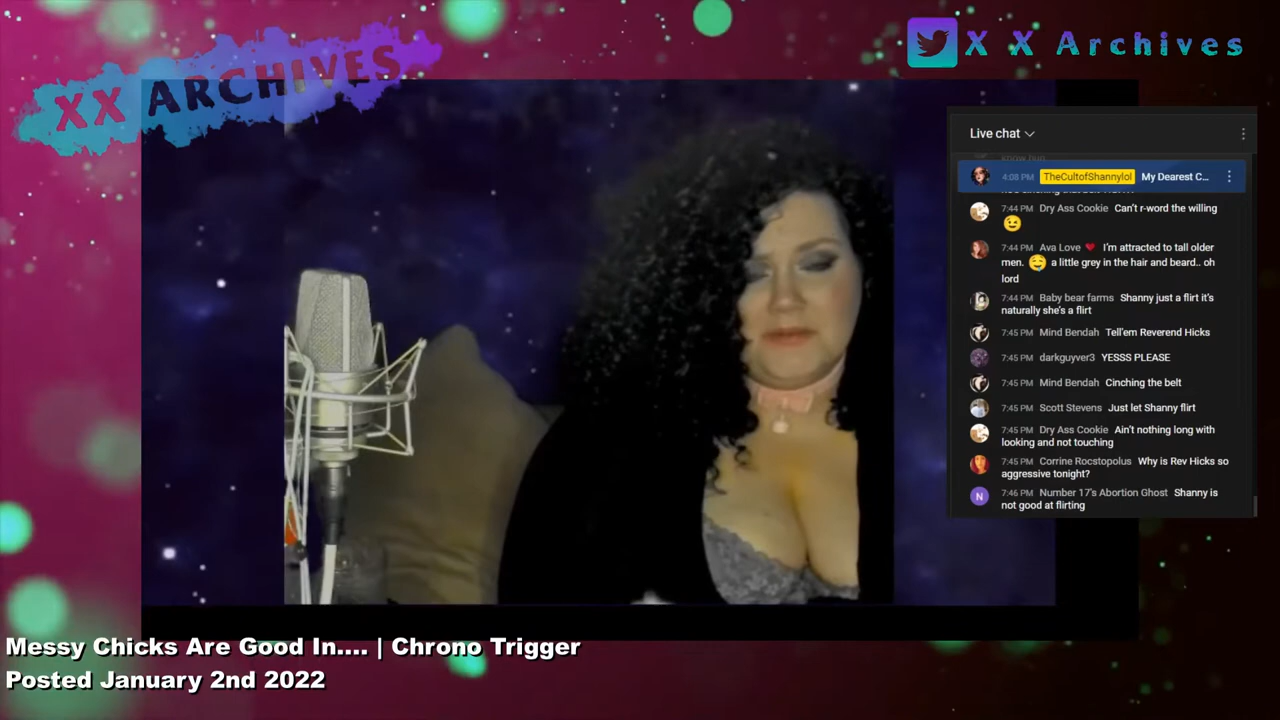 XX ARCHIVES
X X Archives
Live chat
4:08 PM TheCultofShannylol My Dearest C...
7:44 PM Dry Ass Cookie Can't r-word the willing
7:44 PM Ava Love I'm attracted to tall older
men. a little grey in the hair and beard.. oh
lord
7:44 PM Baby bear farms Shanny just a flirt it's
naturally she's a flirt
7:45 PM Mind Bendah Tell'em Reverend Hicks
7:45 PM darkguyver3 YESSS PLEASE
7:45 PM Mind Bendah Cinching the belt
7:45 PM Scott Stevens Just let Shanny flirt
7:45 PM Dry Ass Cookie Ain't nothing long with
looking and not touching
7:45 PM Corrine Rocstopolus Why is Rev Hicks so
aggressive tonight?
N
7:46 PM Number 17's Abortion Ghost Shanny is
not good at flirting
Messy Chicks Are Good In.... | Chrono Trigger
Posted January 2nd 2022